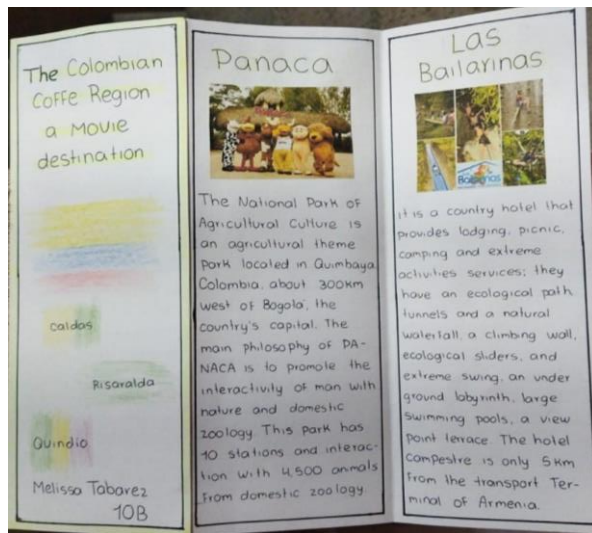 The Colombian
Coffe Region
a Movie
destination
Caldas
Risaralda
Quindio
Melissa Tabarez
10B
Panaca
The National Park of
Agricultural Culture is
an agricultural theme
park located in Quimbaya
Colombia, about 300km
west of Bogola, the
country's capital. The
main philosophy of PA-
NACA is to promote the
interactivity of man with
nature and domestic
zoology. This park has
10 stations and interac-
tion with 4,500 animals
from domestic zoology.
Las
Bailarinas
it is a country hotel that
provides lodging, picnic,
camping and extreme
activities services; they
have an ecological path
tunnels and a natural
waterfall, a climbing wall,
ecological sliders, and
extreme swing, an under
ground labyrinth, large
swimming pools, a view
point terrace. The hotel
campestre is only 5km
from the transport Ter-
minal of Armenia.